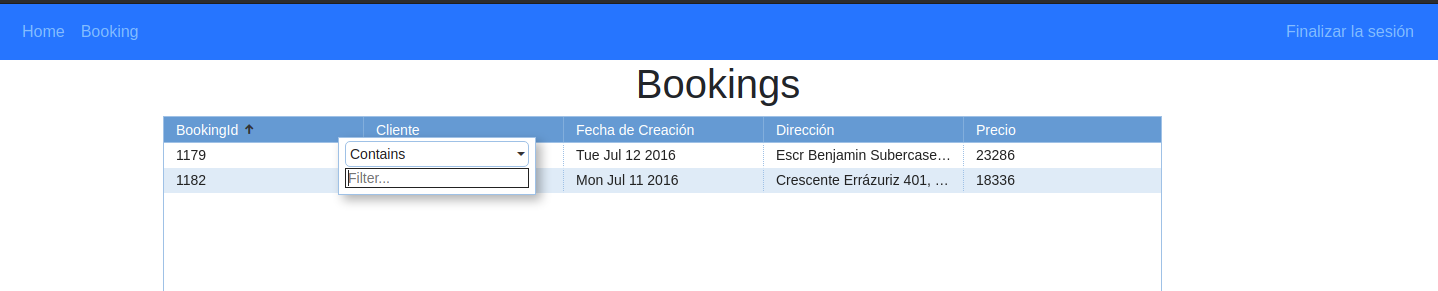 Home Booking Finalizar la sesión
Bookings
BookingId Cliente Fecha de Creación Dirección Precio
Contains
Filter...
1179 Tue Jul 12 2016 Escr Benjamin Subercase… 23286
1182 Mon Jul 11 2016 Crescente Errázuriz 401, … 18336